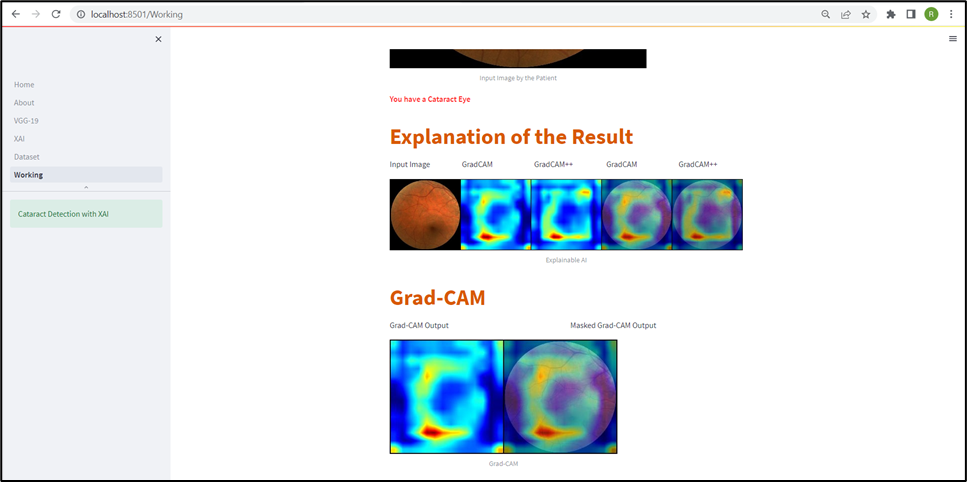 localhost:8501/Working
R
Home
About
VGG-19
XAI
Dataset
Working
Cataract Detection with XAI
Input Image by the Patient
You have a Cataract Eye
Explanation of the Result
Input Image GradCAM GradCAM++ GradCAM GradCAM++
Explainable AI
Grad-CAM
Grad-CAM Output Masked Grad-CAM Output
Grad-CAM